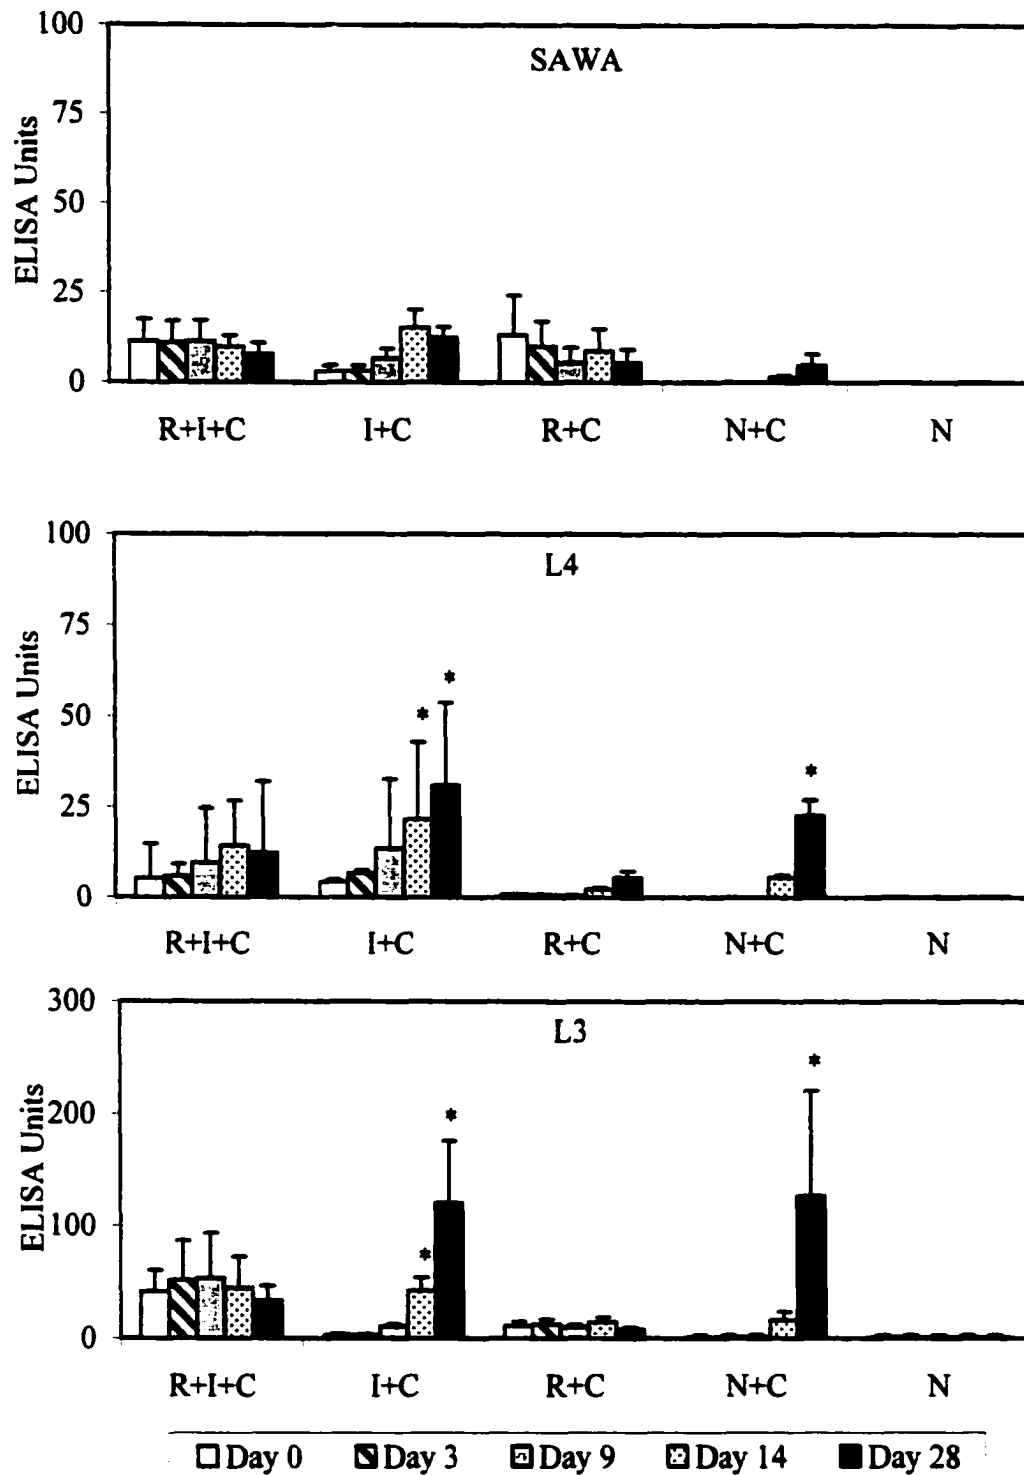 SAWA
ELISA Units
100
75
50
25
0
R+I+C I+C R+C N+C N
L4
ELISA Units
100
75
50
25
0
* *
*
R+I+C I+C R+C N+C N
L3
ELISA Units
300
200
100
0
* *
*
R+I+C I+C R+C N+C N
Day 0 Day 3 Day 9 Day 14 Day 28